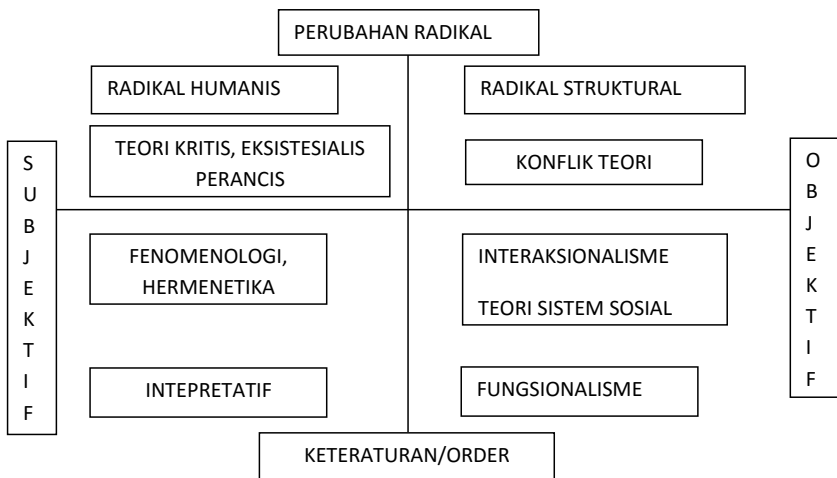 PERUBAHAN RADIKAL
RADIKAL HUMANIS
RADIKAL STRUKTURAL
TEORI KRITIS, EKSISTESIALIS
PERANCIS
KONFLIK TEORI
S
U
B
J
E
K
T
I
F
O
B
J
E
K
T
I
F
FENOMENOLOGI,
HERMENETIKA
INTERAKSIONALISME
TEORI SISTEM SOSIAL
INTEPRETATIF
FUNGSIONALISME
KETERATURAN/ORDER